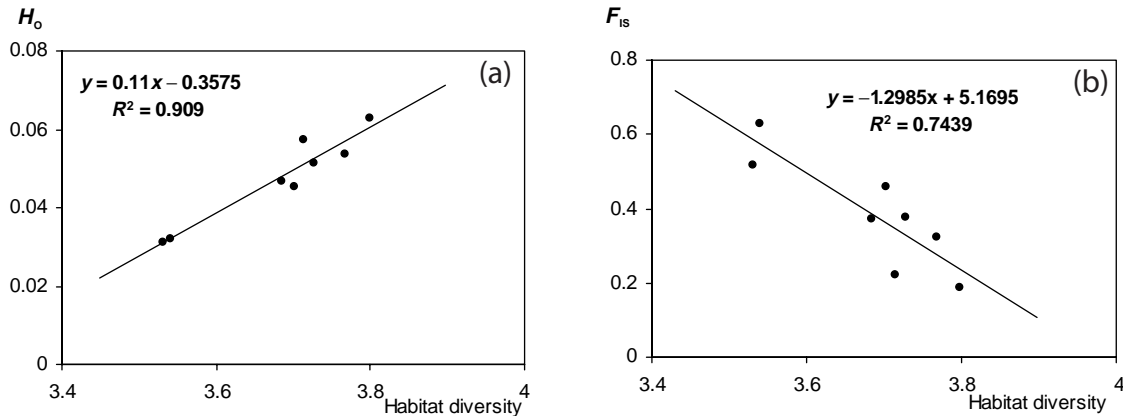 Hₒ
0.08
0.06
0.04
0.02
0
3.4 3.6 3.8 4
Habitat diversity
(a)
y = 0.11x – 0.3575
R² = 0.909
F_IS
0.8
0.6
0.4
0.2
0
3.4 3.6 3.8 4
Habitat diversity
(b)
y = –1.2985x + 5.1695
R² = 0.7439